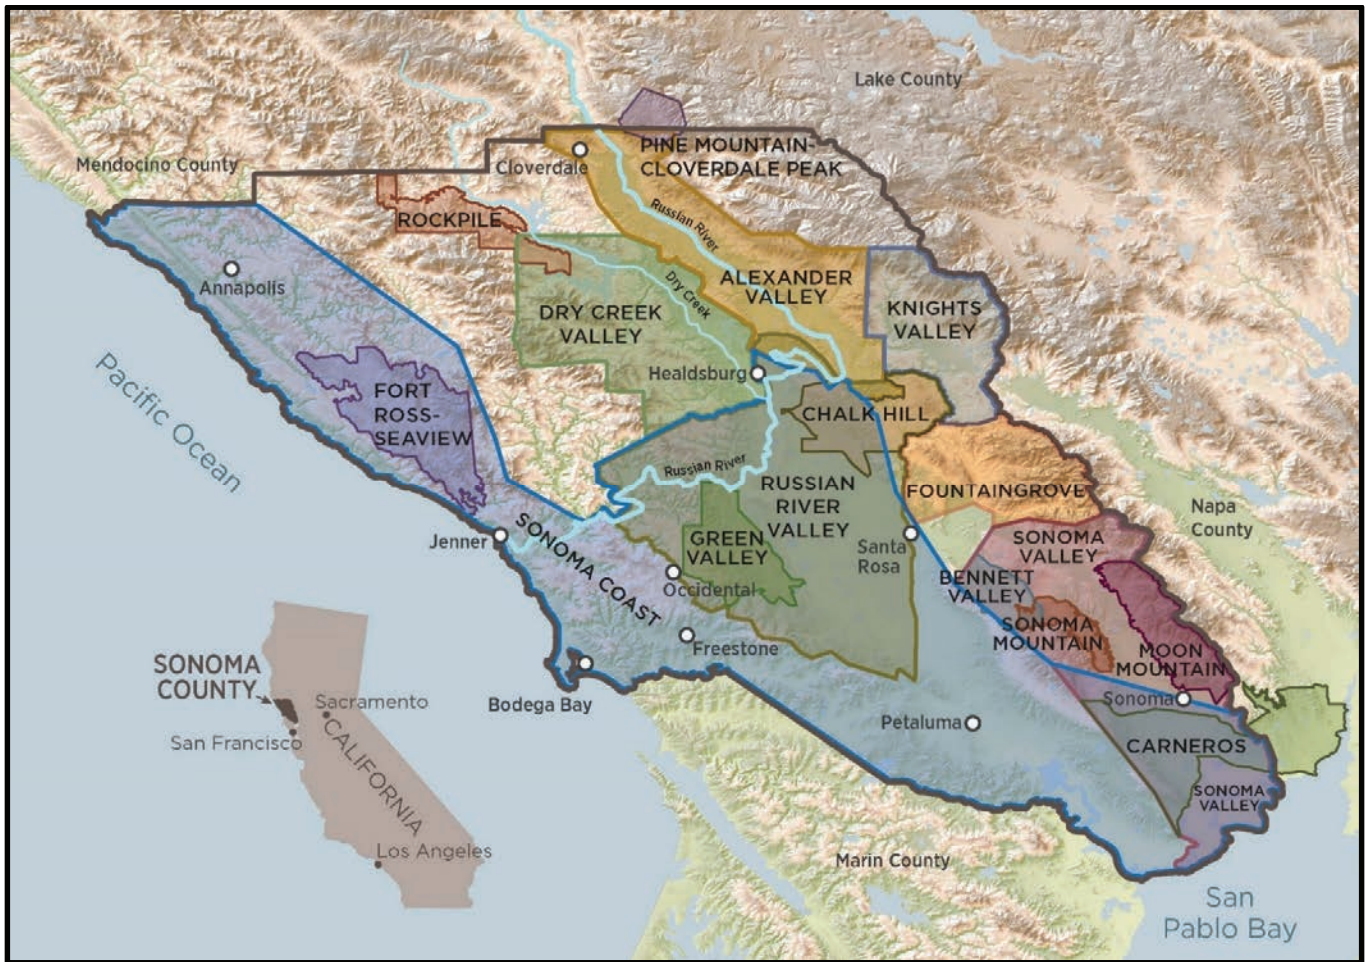 Lake County
Mendocino County
Cloverdale
PINE MOUNTAIN-
CLOVERDALE PEAK
ROCKPILE
Russian River
Annapolis
ALEXANDER
VALLEY
Dry Creek
DRY CREEK
VALLEY
KNIGHTS
VALLEY
Healdsburg
Pacific Ocean
FORT
ROSS-
SEAVIEW
CHALK HILL
Russian River
RUSSIAN
RIVER
VALLEY
FOUNTAINGROVE
Napa
County
Jenner
SONOMA COAST
GREEN
VALLEY
Santa
Rosa
SONOMA
VALLEY
BENNETT
VALLEY
Occidental
SONOMA
MOUNTAIN
Freestone
MOON
MOUNTAIN
SONOMA
COUNTY
Sacramento
Bodega Bay
Sonoma
San Francisco
Petaluma
CARNEROS
CALIFORNIA
SONOMA
VALLEY
Los Angeles
Marin County
San
Pablo Bay